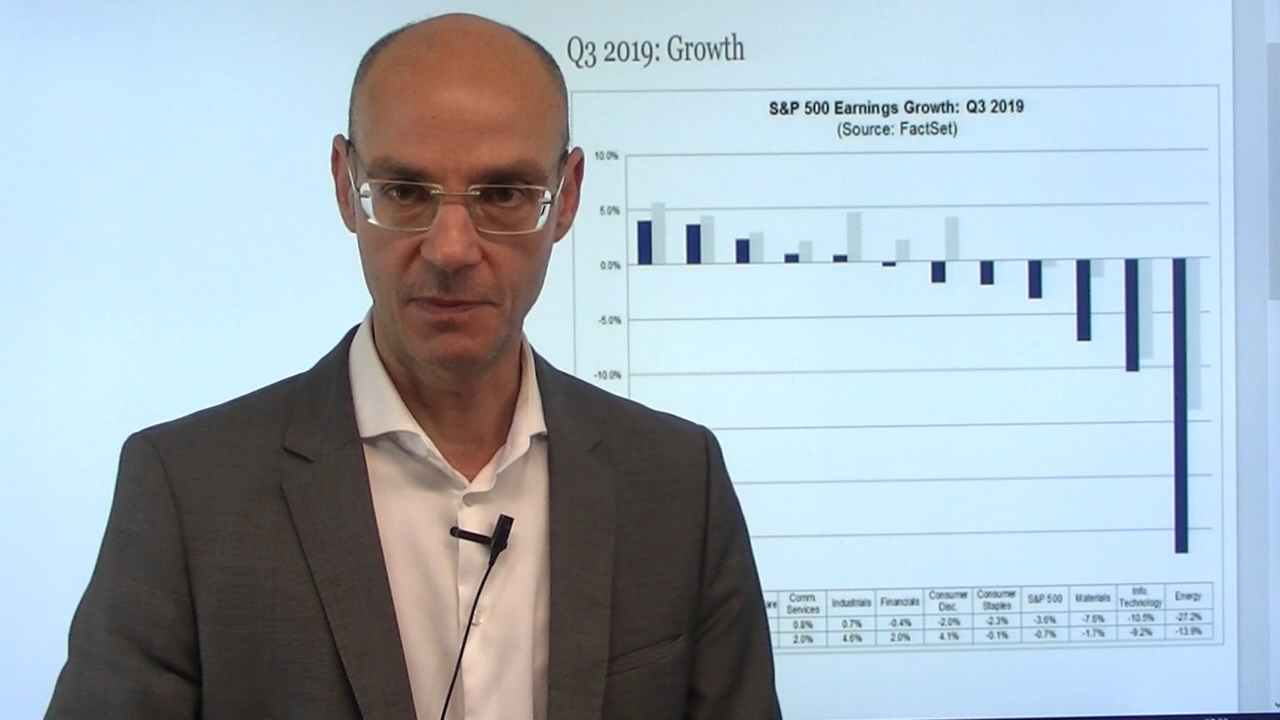 Q3 2019: Growth
S&P 500 Earnings Growth: Q3 2019
(Source: FactSet)
10.0%
5.0%
0.0%
-5.0%
-10.0%
Comm. Industrials Financials Consumer Consumer S&P 500 Materials Info. Energy
Services Disc. Staples Technology
0.8% 0.7% -0.4% -2.0% -2.3% -3.6% -7.6% -10.5% -27.2%
2.0% 4.6% 2.0% 4.1% -0.1% -0.7% -1.7% -9.2% -13.9%